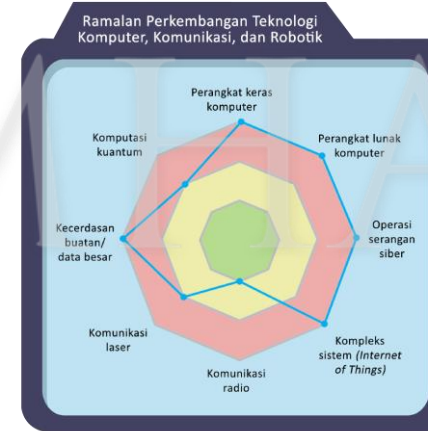 Ramalan Perkembangan Teknologi
Komputer, Komunikasi, dan Robotik
Perangkat keras
komputer
Perangkat lunak
komputer
Operasi
serangan
siber
Kompleks
sistem (Internet
of Things)
Komunikasi
radio
Komunikasi
laser
Kecerdasan
buatan/
data besar
Komputasi
kuantum